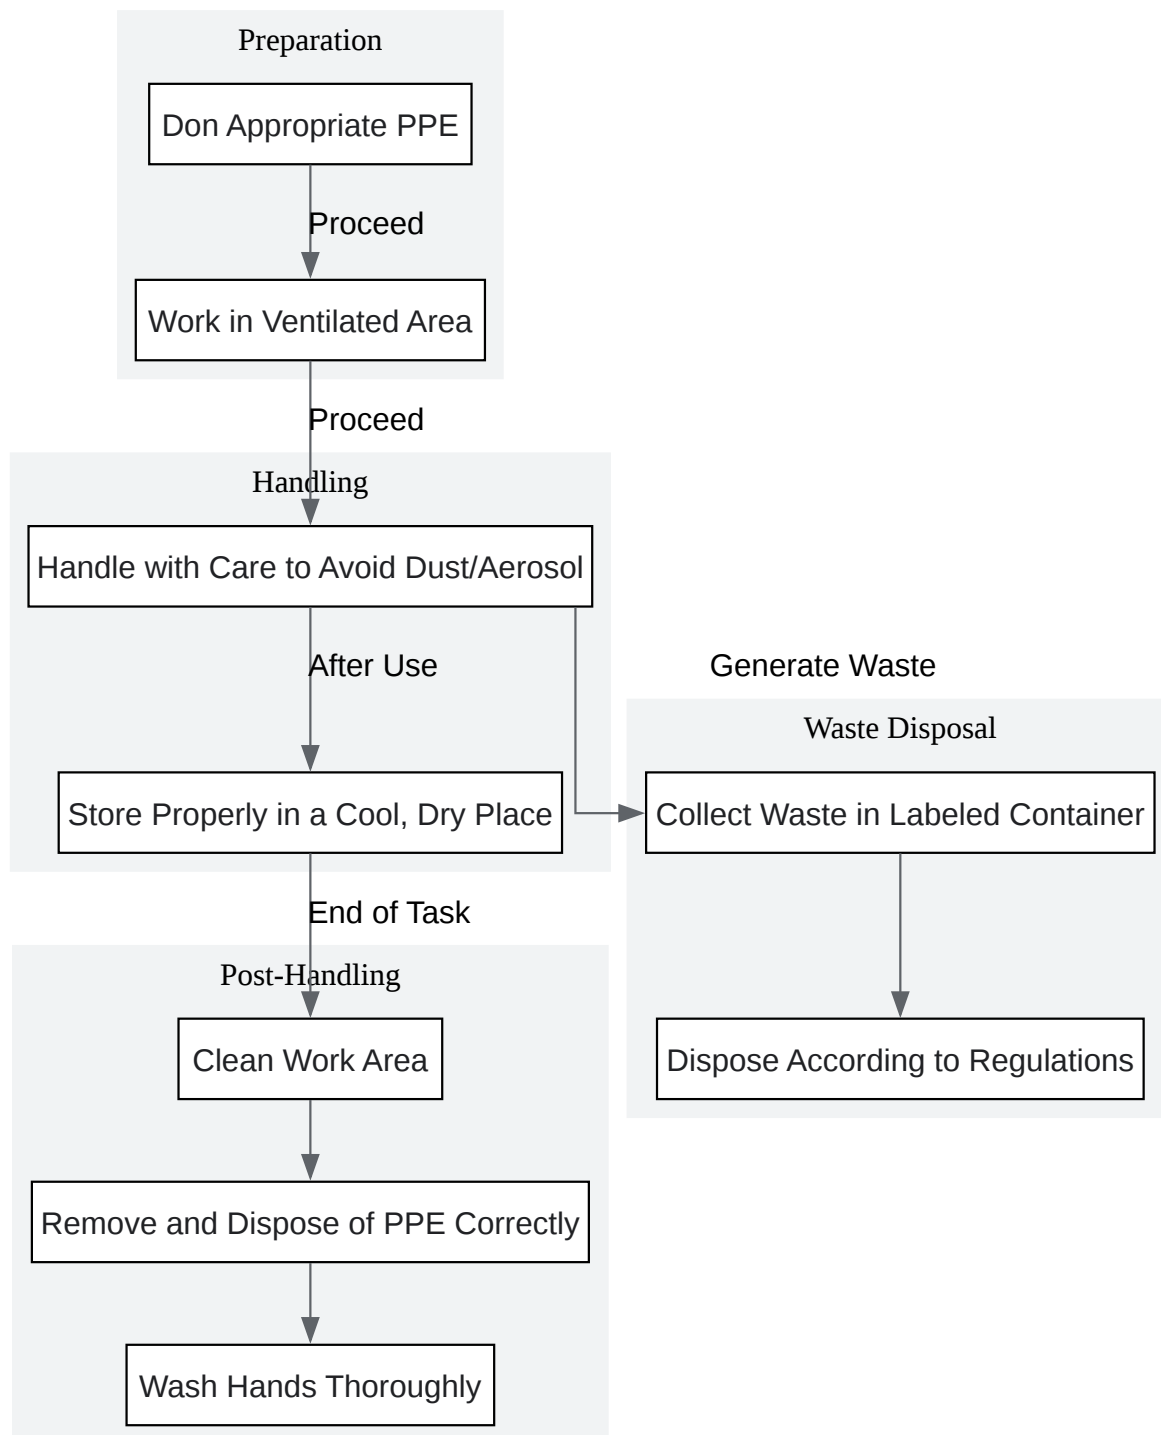 Preparation
Don Appropriate PPE
Proceed
Work in Ventilated Area
Proceed
Handling
Handle with Care to Avoid Dust/Aerosol
After Use
Generate Waste
Waste Disposal
Store Properly in a Cool, Dry Place
Collect Waste in Labeled Container
End of Task
Post-Handling
Clean Work Area
Dispose According to Regulations
Remove and Dispose of PPE Correctly
Wash Hands Thoroughly